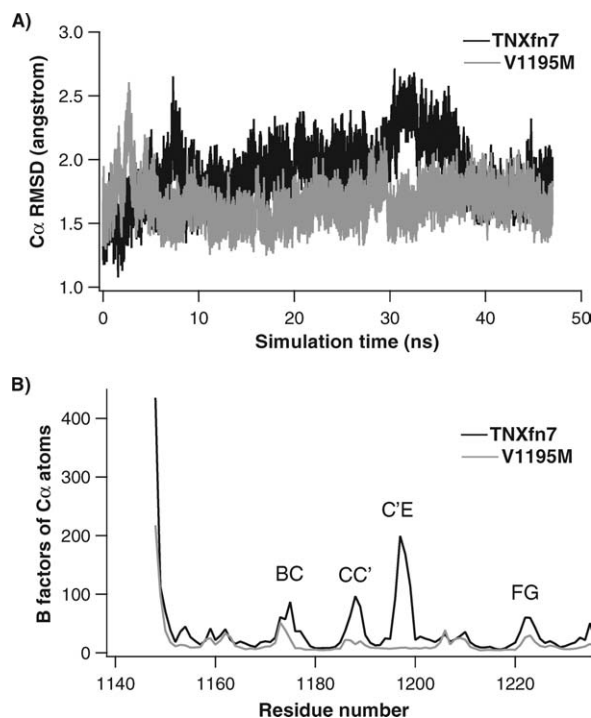 A)
3.0
2.5
2.0
1.5
1.0
Cα RMSD (angstrom)
TNXfn7
V1195M
0 10 20 30 40 50
Simulation time (ns)
B)
400
300
200
100
0
B factors of Cα atoms
TNXfn7
V1195M
BC
CC'
C'E
FG
1140 1160 1180 1200 1220
Residue number